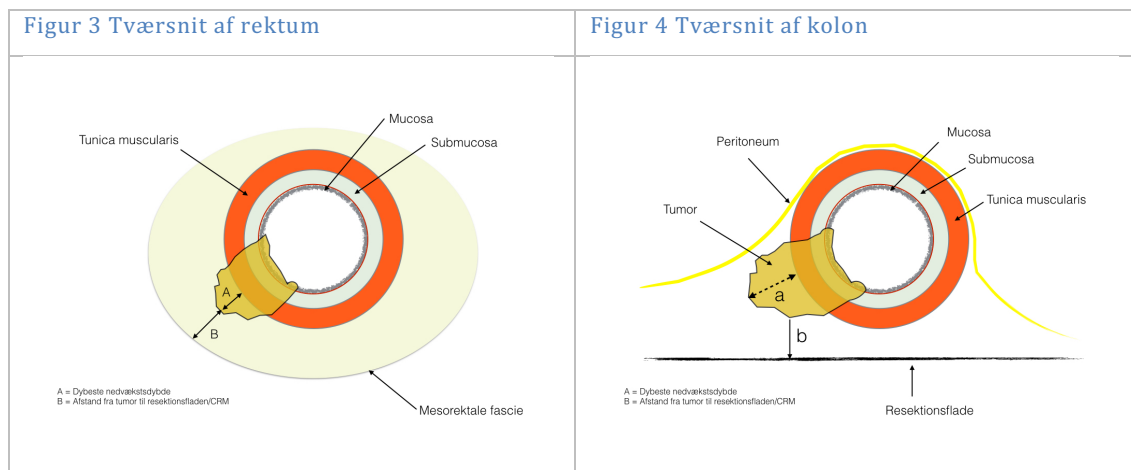 Figur 3 Tværsnit af rektum
Mucosa
Tunica muscularis
Submucosa
A
B
A = Dybeste nedvækstsdybde
B = Afstand fra tumor til resektionsfladen/CRM
Mesorektale fascie
Figur 4 Tværsnit af kolon
Mucosa
Peritoneum
Submucosa
Tunica muscularis
Tumor
a
b
A = Dybeste nedvækstsdybde
B = Afstand fra tumor til resektionsfladen/CRM
Resektionsflade